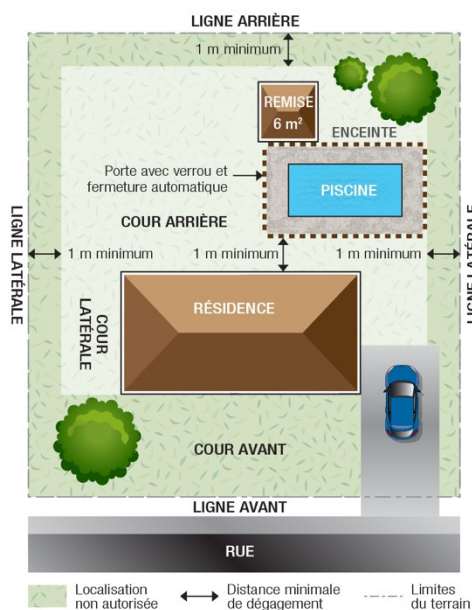 LIGNE ARRIÈRE
1 m minimum
REMISE
6 m²
ENCEINTE
Porte avec verrou et
fermeture automatique
PISCINE
COUR ARRIÈRE
LIGNE LATÉRALE
1 m minimum
1 m minimum
1 m minimum
LIGNE LATÉRALE
COUR
LATÉRALE
RÉSIDENCE
COUR AVANT
LIGNE AVANT
RUE
Localisation
non autorisée
Distance minimale
de dégagement
Limites
du terrain